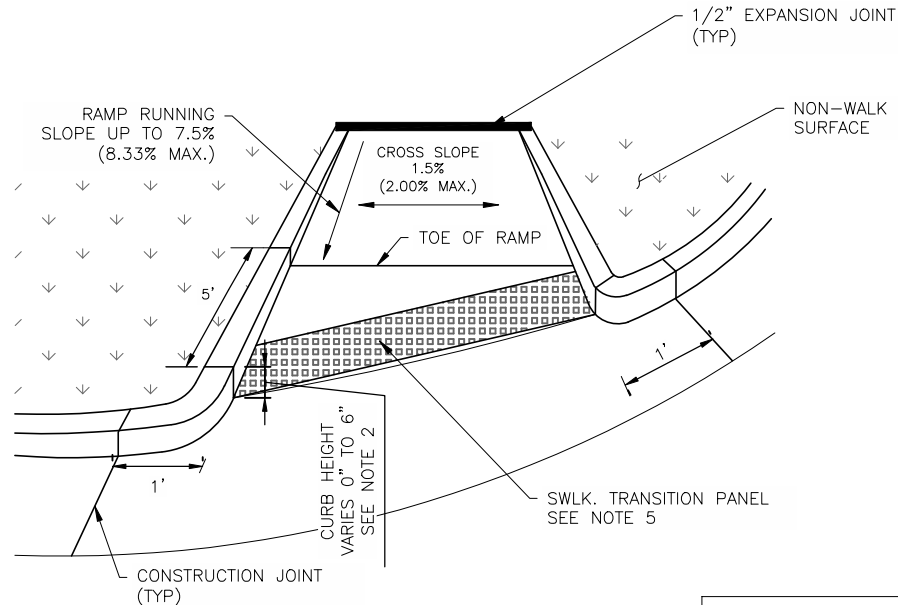 1/2" EXPANSION JOINT
(TYP)
RAMP RUNNING
SLOPE UP TO 7.5%
(8.33% MAX.)
NON-WALK
SURFACE
CROSS SLOPE
1.5%
(2.00% MAX.)
TOE OF RAMP
5'
1'
1'
CURB HEIGHT
VARIES 0" TO 6"
SEE NOTE 2
SWLK. TRANSITION PANEL
SEE NOTE 5
CONSTRUCTION JOINT
(TYP)